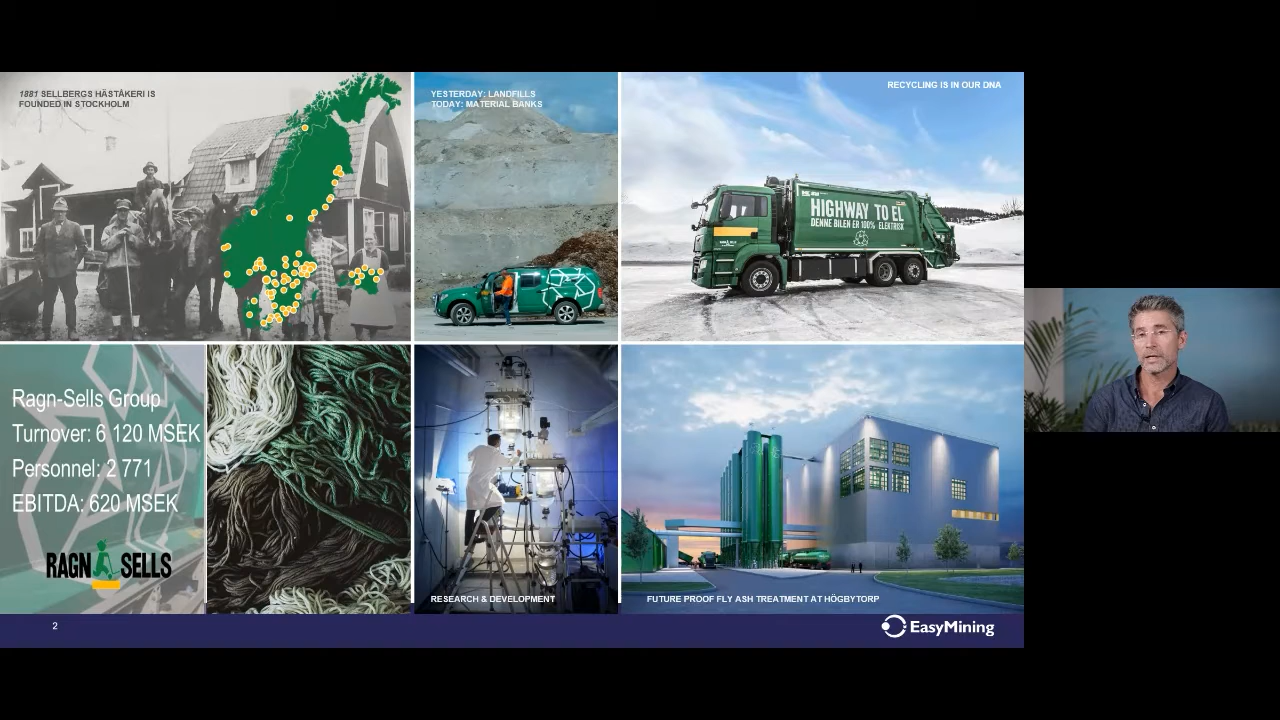 1881 SELLBERGS HÄSTÅKERI IS
FOUNDED IN STOCKHOLM
YESTERDAY: LANDFILLS
TODAY: MATERIAL BANKS
RECYCLING IS IN OUR DNA
HIGHWAY TO EL
DENNE BILEN ER 100% ELEKTRISK
Ragn-Sells Group
Turnover: 6 120 MSEK
Personnel: 2 771
EBITDA: 620 MSEK
RAGN SELLS
RESEARCH & DEVELOPMENT
FUTURE PROOF FLY ASH TREATMENT AT HÖGBYTORP
2
EasyMining